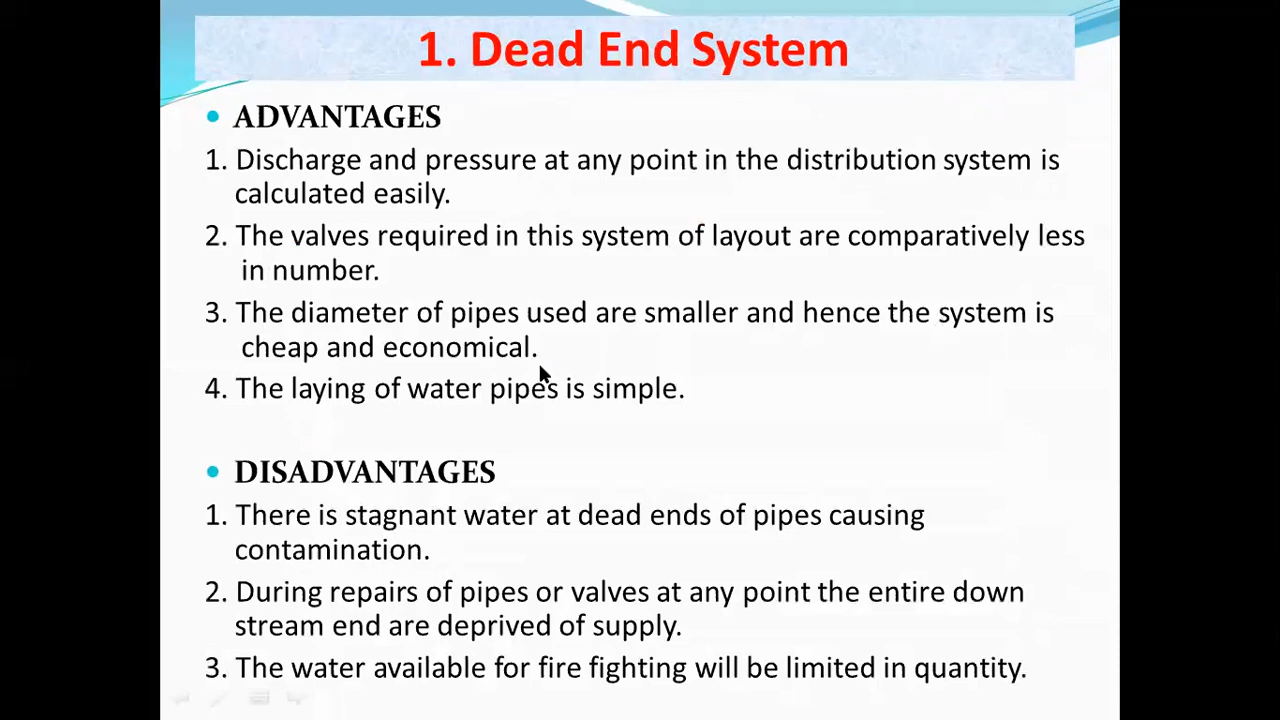 1. Dead End System
• ADVANTAGES
1. Discharge and pressure at any point in the distribution system is
calculated easily.
2. The valves required in this system of layout are comparatively less
in number.
3. The diameter of pipes used are smaller and hence the system is
cheap and economical.
4. The laying of water pipes is simple.
• DISADVANTAGES
1. There is stagnant water at dead ends of pipes causing
contamination.
2. During repairs of pipes or valves at any point the entire down
stream end are deprived of supply.
3. The water available for fire fighting will be limited in quantity.